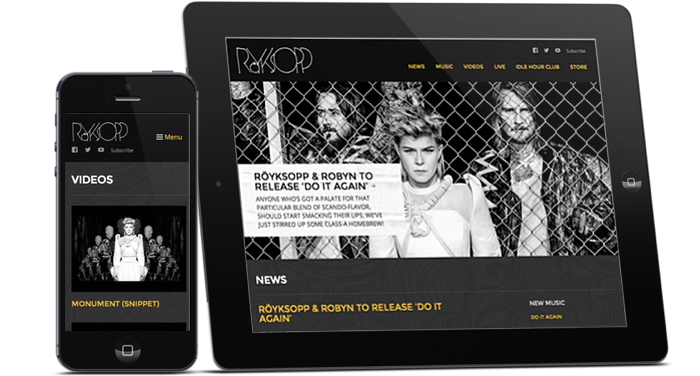 RÖYKSOPP
Menu
Subscribe
VIDEOS
MONUMENT (SNIPPET)
RÖYKSOPP
Subscribe
NEWS MUSIC VIDEOS LIVE IDLE HOUR CLUB STORE
RÖYKSOPP & ROBYN TO
RELEASE 'DO IT AGAIN'
ANYONE WHO'S GOT A PALATE FOR THAT
PARTICULAR BLEND OF SCANDO-FLAVOR,
SHOULD START SMACKING THEIR LIPS, WE'VE
JUST STIRRED UP SOME CLASS-A HOMEBREW!
NEWS
RÖYKSOPP & ROBYN TO RELEASE 'DO IT
AGAIN'
NEW MUSIC
DO IT AGAIN